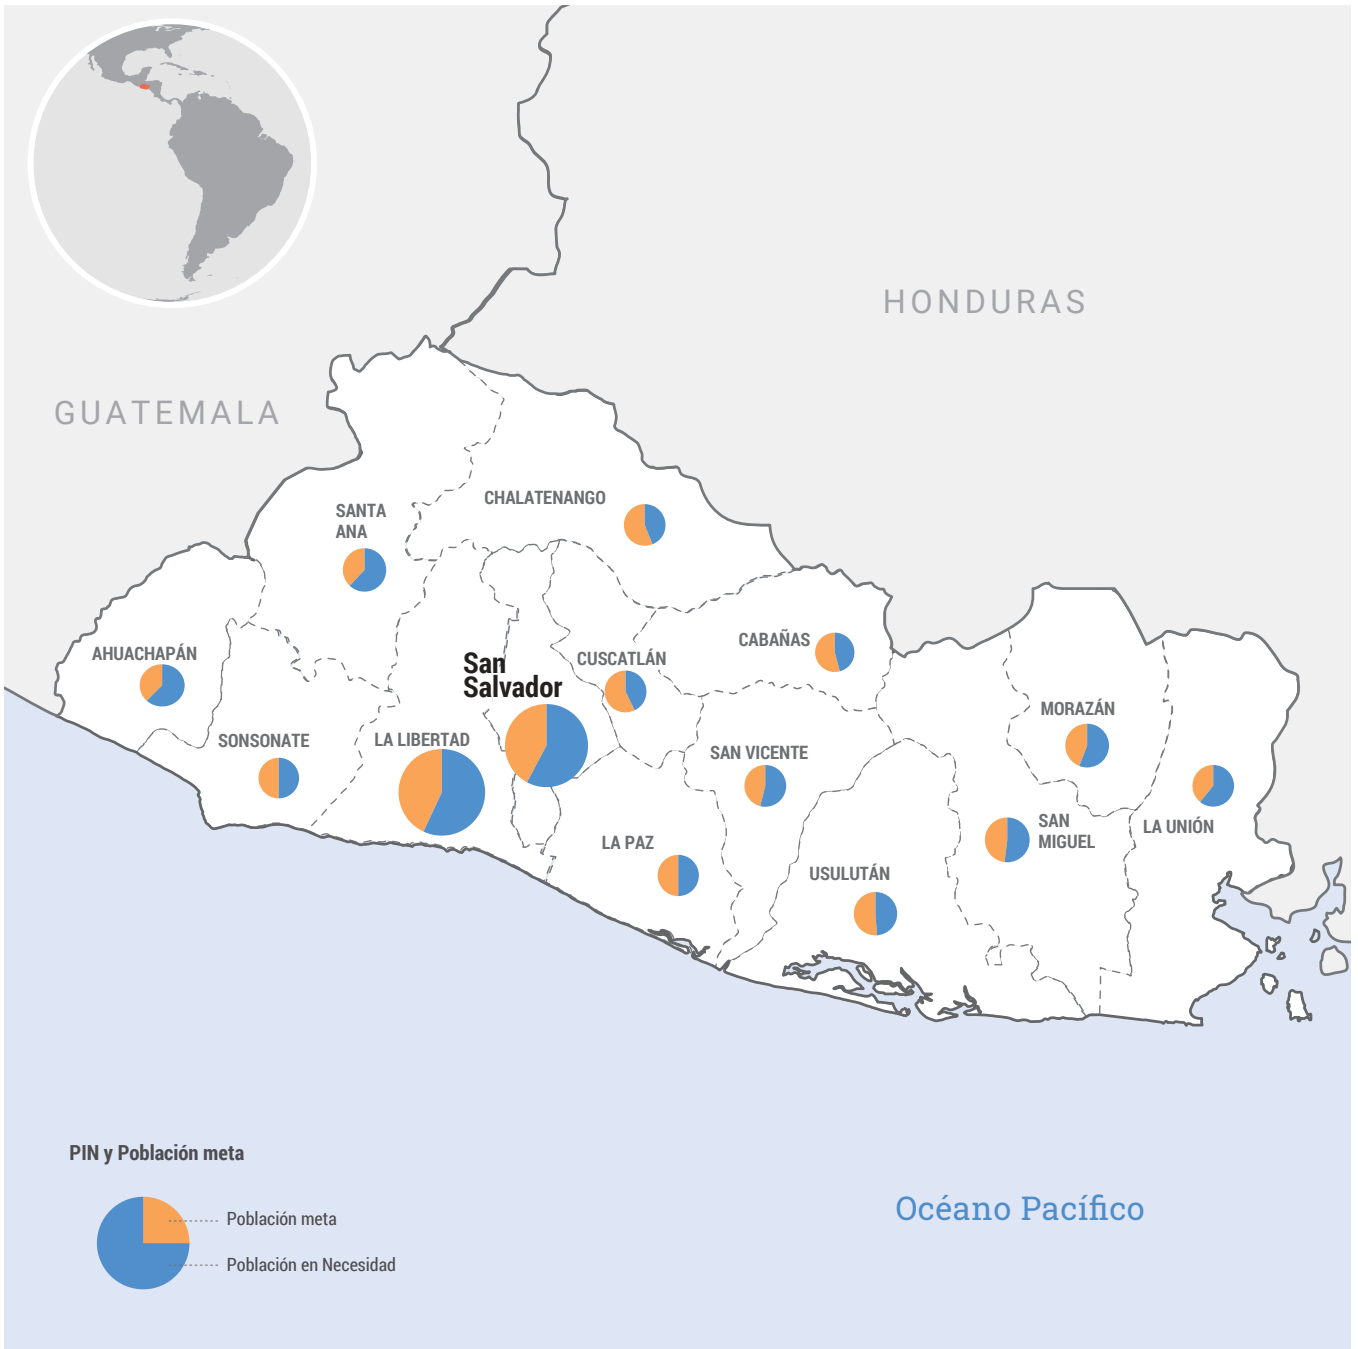 HONDURAS
GUATEMALA
CHALATENANGO
SANTA
ANA
CABAÑAS
AHUACHAPÁN
CUSCATLÁN
San
Salvador
MORAZÁN
SONSONATE
LA LIBERTAD
SAN VICENTE
SAN
MIGUEL
LA UNIÓN
LA PAZ
USULUTÁN
PIN y Población meta
Población meta
Población en Necesidad
Océano Pacífico